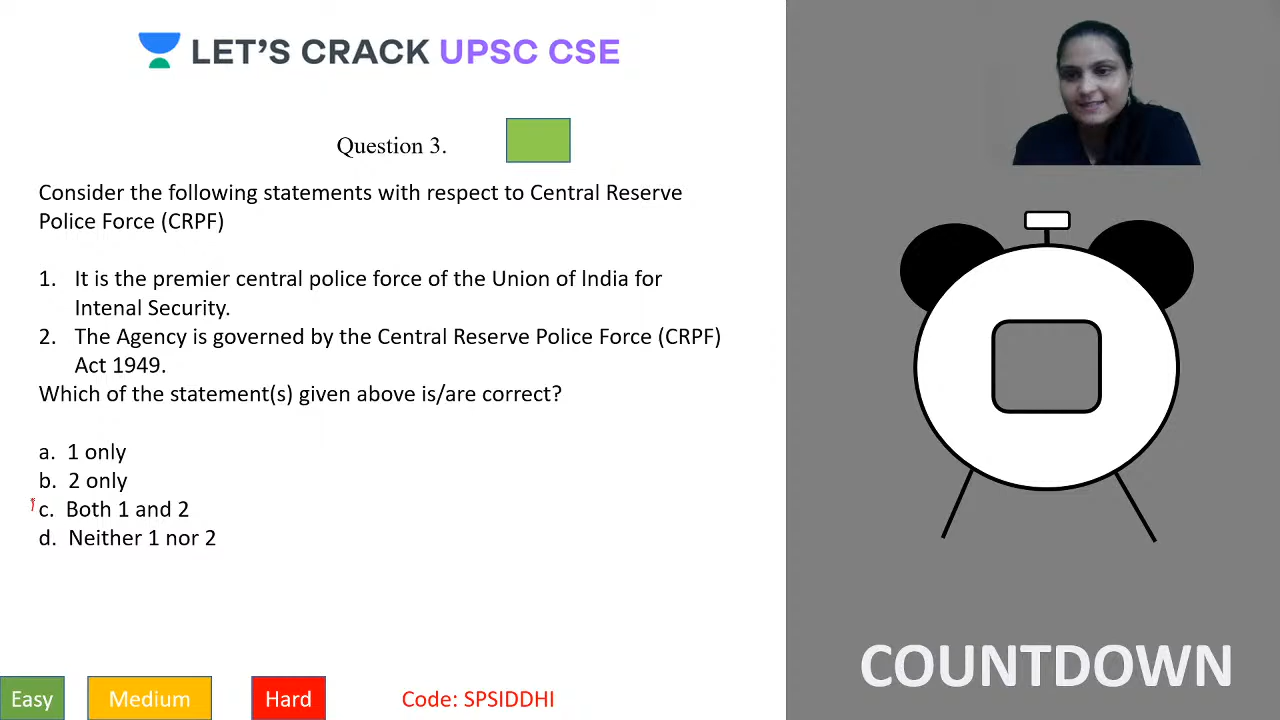 LET'S CRACK UPSC CSE
Question 3.
Consider the following statements with respect to Central Reserve
Police Force (CRPF)
1. It is the premier central police force of the Union of India for
Intenal Security.
2. The Agency is governed by the Central Reserve Police Force (CRPF)
Act 1949.
Which of the statement(s) given above is/are correct?
a. 1 only
b. 2 only
c. Both 1 and 2
d. Neither 1 nor 2
Easy
Medium
Hard
Code: SPSIDDHI
COUNTDOWN